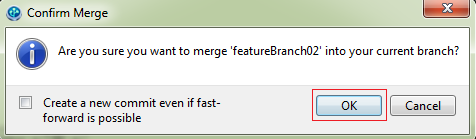 Confirm Merge
Are you sure you want to merge 'featureBranch02' into your current branch?
Create a new commit even if fast-
forward is possible
OK
Cancel